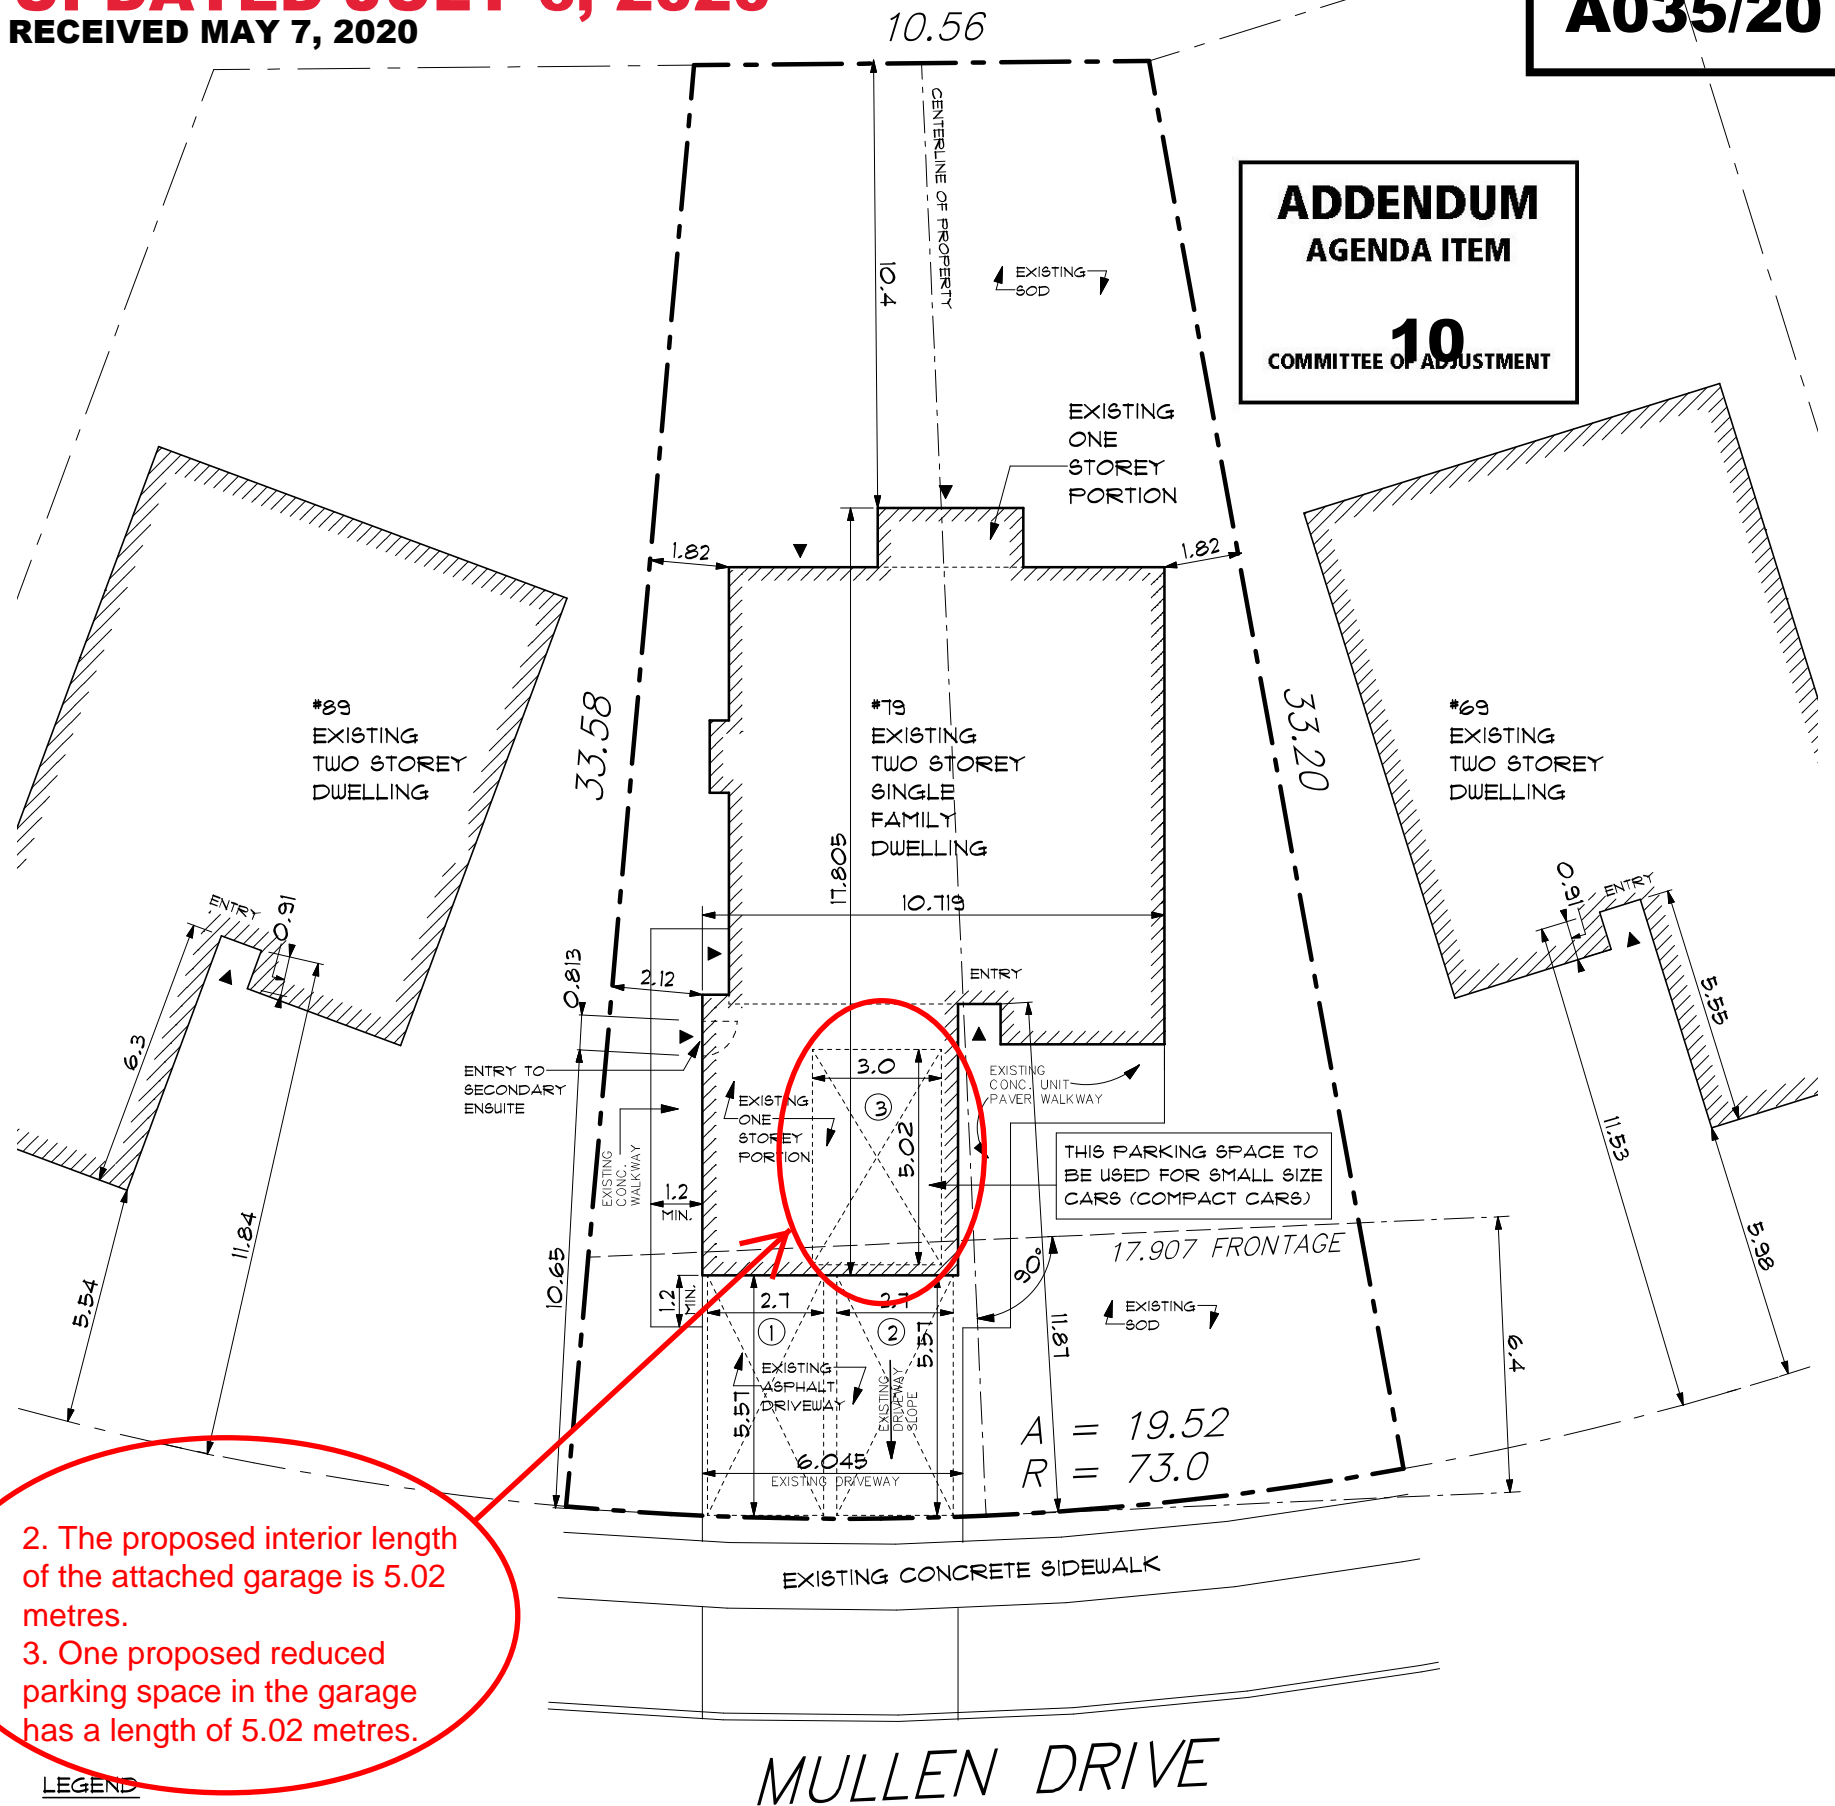 RECEIVED MAY 7, 2020
A035/20
10.56
CENTERLINE OF PROPERTY
10.4
EXISTING
SOD
ADDENDUM
AGENDA ITEM
10
COMMITTEE OF ADJUSTMENT
EXISTING
ONE
STOREY
PORTION
1.82
1.82
#89
EXISTING
TWO STOREY
DWELLING
33.58
#79
EXISTING
TWO STOREY
SINGLE
FAMILY
DWELLING
33.20
#69
EXISTING
TWO STOREY
DWELLING
17.805
10.719
ENTRY
0.91
6.3
11.84
5.54
0.91
ENTRY
5.55
11.53
5.98
0.813
2.12
ENTRY
ENTRY TO
SECONDARY
ENSUITE
EXISTING
CONC.
WALKWAY
1.2
MIN.
EXISTING
ONE
STOREY
PORTION
3.0
3
5.02
EXISTING
CONC. UNIT
PAVER WALKWAY
THIS PARKING SPACE TO
BE USED FOR SMALL SIZE
CARS (COMPACT CARS)
17.907 FRONTAGE
90°
10.65
1.2
MIN.
2.7
2.7
1
2
5.57
5.57
EXISTING
ASPHALT
DRIVEWAY
EXISTING
DRIVEWAY
SLOPE
11.87
EXISTING
SOD
6.4
A = 19.52
R = 73.0
6.045
EXISTING DRIVEWAY
2. The proposed interior length
of the attached garage is 5.02
metres.
3. One proposed reduced
parking space in the garage
has a length of 5.02 metres.
EXISTING CONCRETE SIDEWALK
LEGEND
MULLEN DRIVE